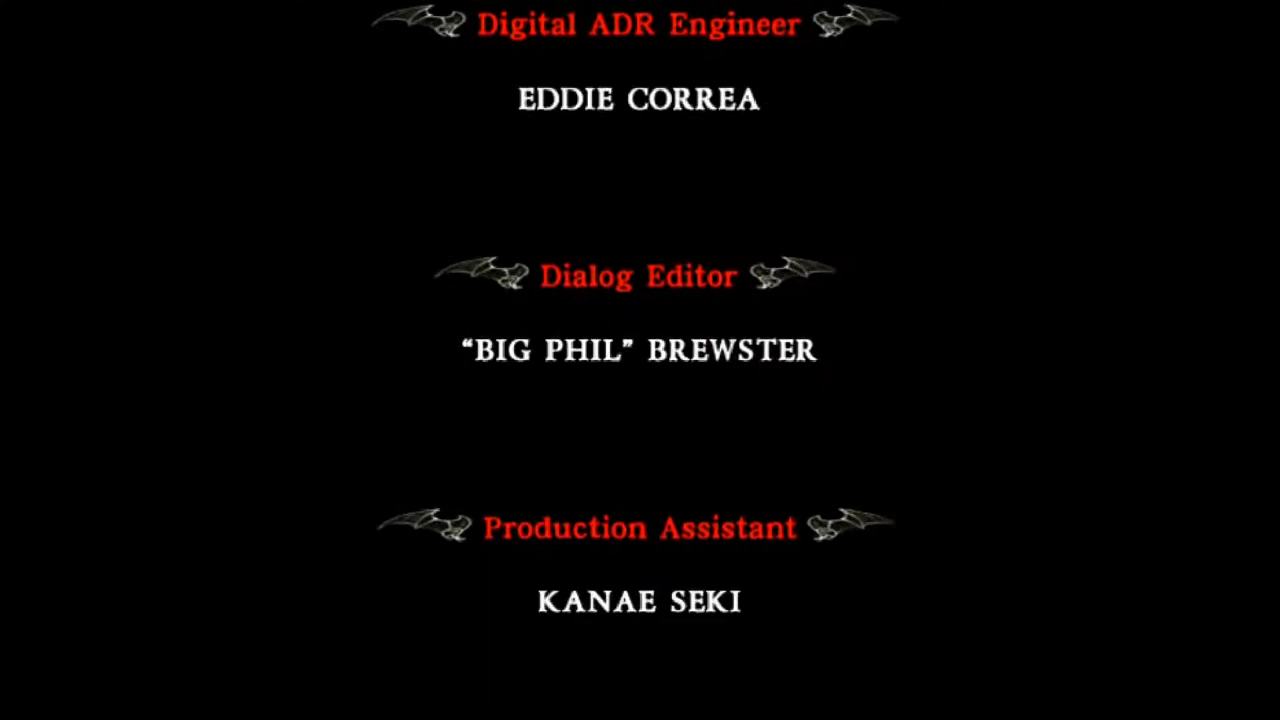 Digital ADR Engineer
EDDIE CORREA
Dialog Editor
“BIG PHIL” BREWSTER
Production Assistant
KANAE SEKI